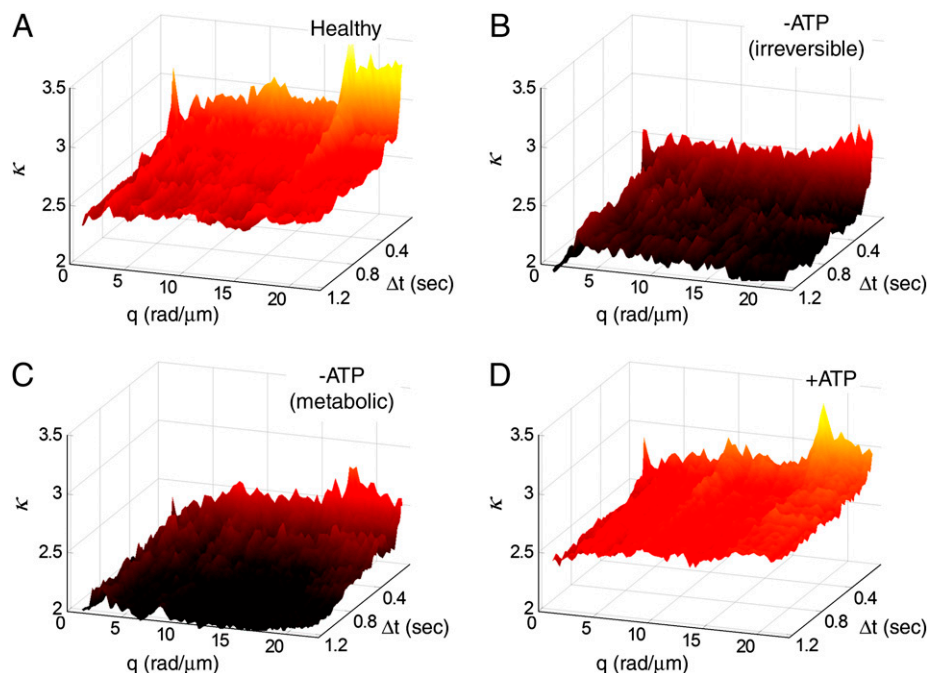 A
Healthy
3.5
3
2.5
2
κ
0
5
10
15
20
q (rad/μm)
0.4
0.8
1.2
Δt (sec)
B
-ATP
(irreversible)
3.5
3
2.5
2
κ
0
5
10
15
20
q (rad/μm)
0.4
0.8
1.2
Δt (sec)
C
-ATP
(metabolic)
3.5
3
2.5
2
κ
0
5
10
15
20
q (rad/μm)
0.4
0.8
1.2
Δt (sec)
D
+ATP
3.5
3
2.5
2
κ
0
5
10
15
20
q (rad/μm)
0.4
0.8
1.2
Δt (sec)